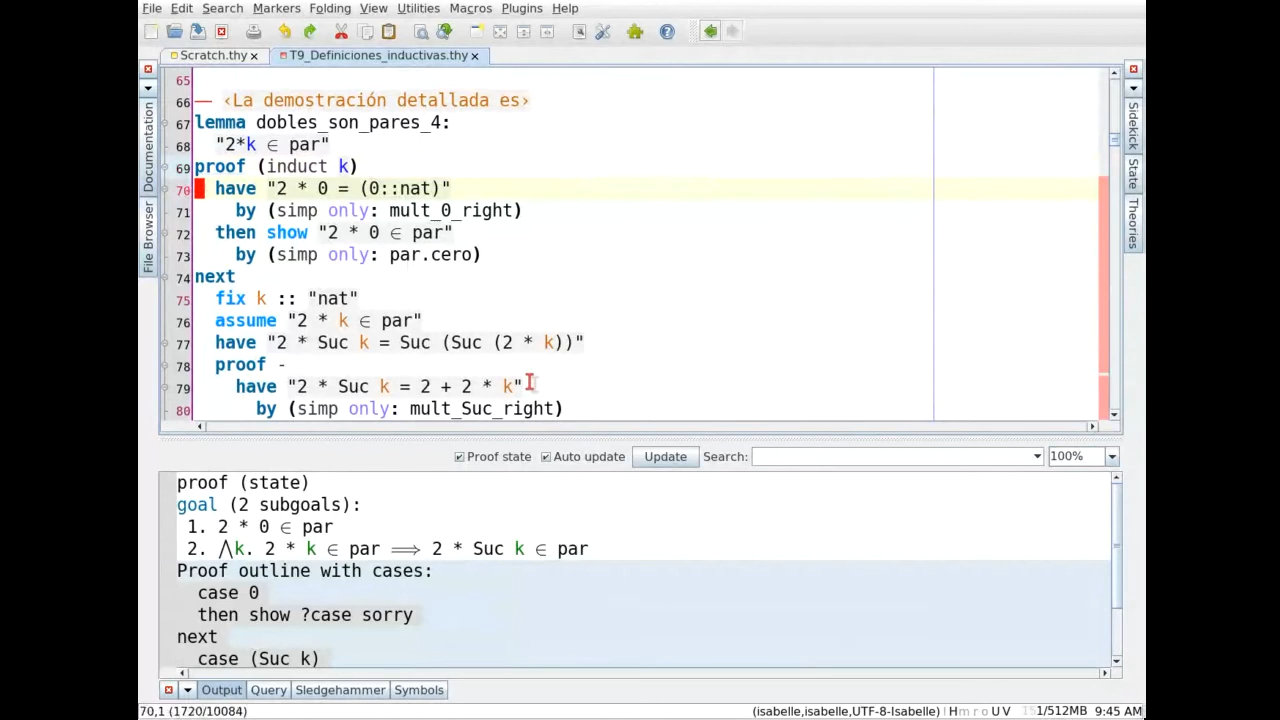 File Edit Search Markers Folding View Utilities Macros Plugins Help
Scratch.thy
T9_Definiciones_inductivas.thy
65
66 — ‹La demostración detallada es›
67 lemma dobles_son_pares_4:
68 "2*k ∈ par"
69 proof (induct k)
70 have "2 * 0 = (0::nat)"
71 by (simp only: mult_0_right)
72 then show "2 * 0 ∈ par"
73 by (simp only: par.cero)
74 next
75 fix k :: "nat"
76 assume "2 * k ∈ par"
77 have "2 * Suc k = Suc (Suc (2 * k))"
78 proof -
79 have "2 * Suc k = 2 + 2 * k"
80 by (simp only: mult_Suc_right)
Documentation
File Browser
Sidekick
State
Theories
Proof state Auto update Update Search: 100%
proof (state)
goal (2 subgoals):
1. 2 * 0 ∈ par
2. ⋀k. 2 * k ∈ par ⟹ 2 * Suc k ∈ par
Proof outline with cases:
case 0
then show ?case sorry
next
case (Suc k)
Output Query Sledgehammer Symbols
70,1 (1720/10084)
(isabelle,isabelle,UTF-8-Isabelle) H m r o U V
1/512MB 9:45 AM